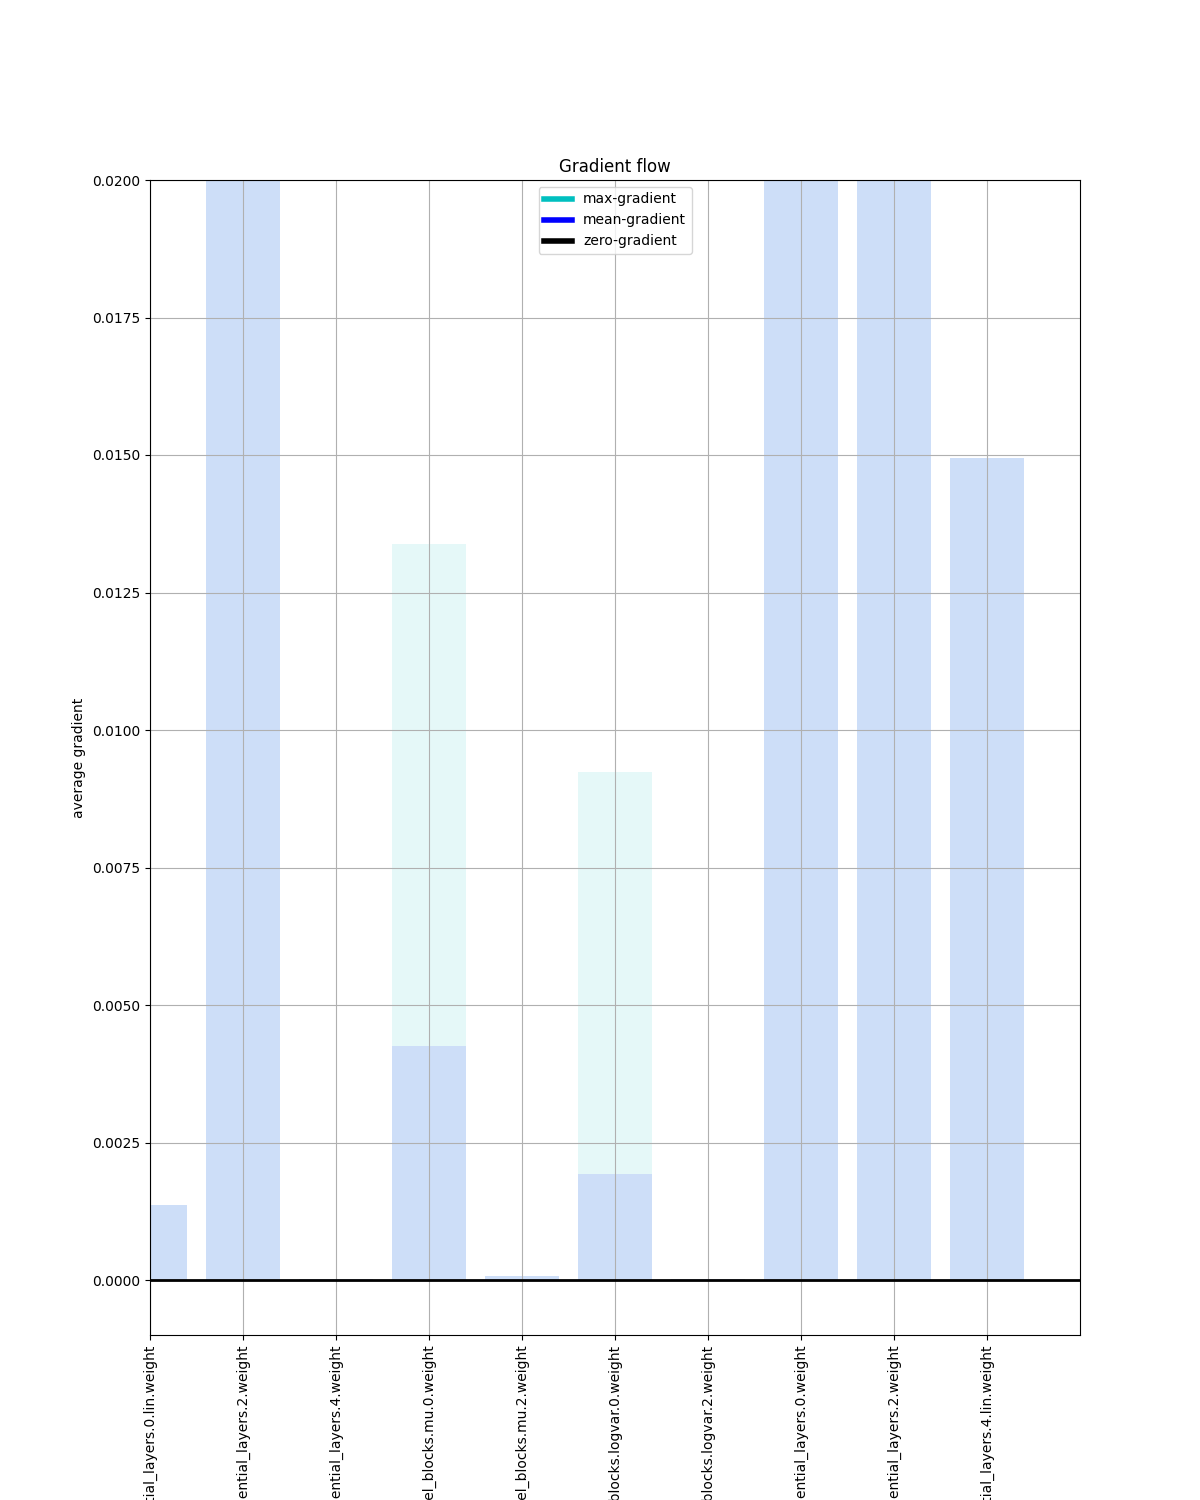 Gradient flow
max-gradient
mean-gradient
zero-gradient
0.0200
0.0175
0.0150
0.0125
0.0100
0.0075
0.0050
0.0025
0.0000
average gradient
tial_layers.0.lin.weight
ential_layers.2.weight
ential_layers.4.weight
el_blocks.mu.0.weight
el_blocks.mu.2.weight
blocks.logvar.0.weight
blocks.logvar.2.weight
ential_layers.0.weight
ential_layers.2.weight
tial_layers.4.lin.weight